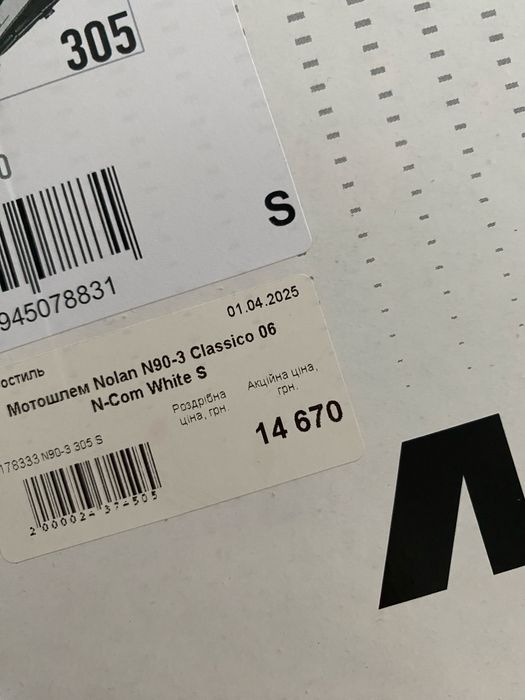 305
S
945078831
01.04.2025
остиль
Мотошлем Nolan N90-3 Classico 06
N-Com White S
Роздрібна
ціна, грн.
Акційна ціна,
грн.
14 670
178333 N90-3 305 S